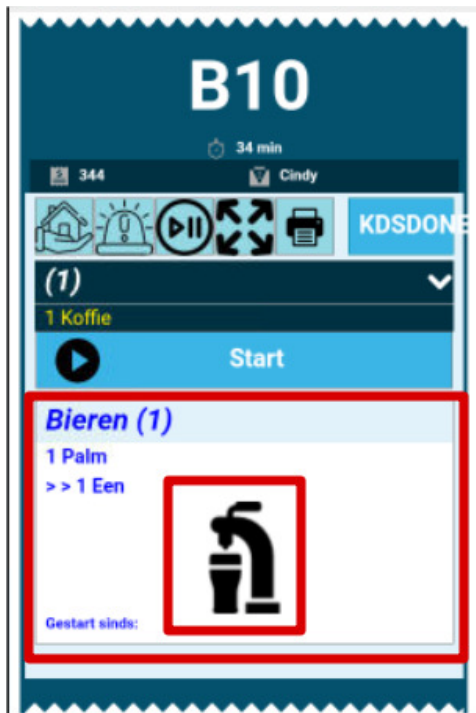 B10
34 min
344 Cindy
KDSDONE
(1)
1 Koffie
Start
Bieren (1)
1 Palm
> > 1 Een
Gestart sinds: